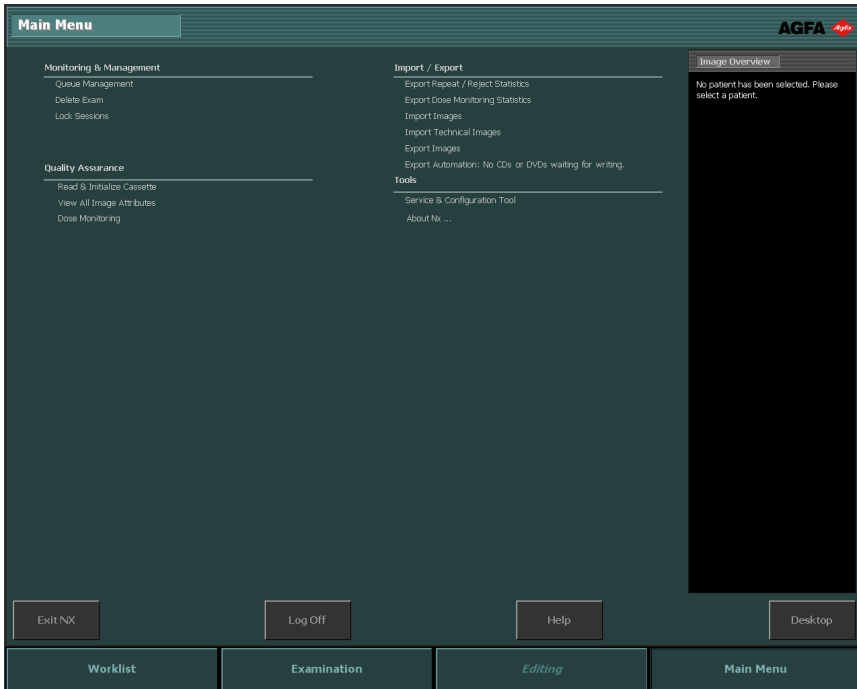 Main Menu
AGFA
Agfa
Monitoring & Management
Queue Management
Delete Exam
Lock Sessions
Quality Assurance
Read & Initialize Cassette
View All Image Attributes
Dose Monitoring
Import / Export
Export Repeat / Reject Statistics
Export Dose Monitoring Statistics
Import Images
Import Technical Images
Export Images
Export Automation: No CDs or DVDs waiting for writing.
Tools
Service & Configuration Tool
About Nx ...
Image Overview
No patient has been selected. Please
select a patient.
Exit NX
Log Off
Help
Desktop
Worklist
Examination
Editing
Main Menu